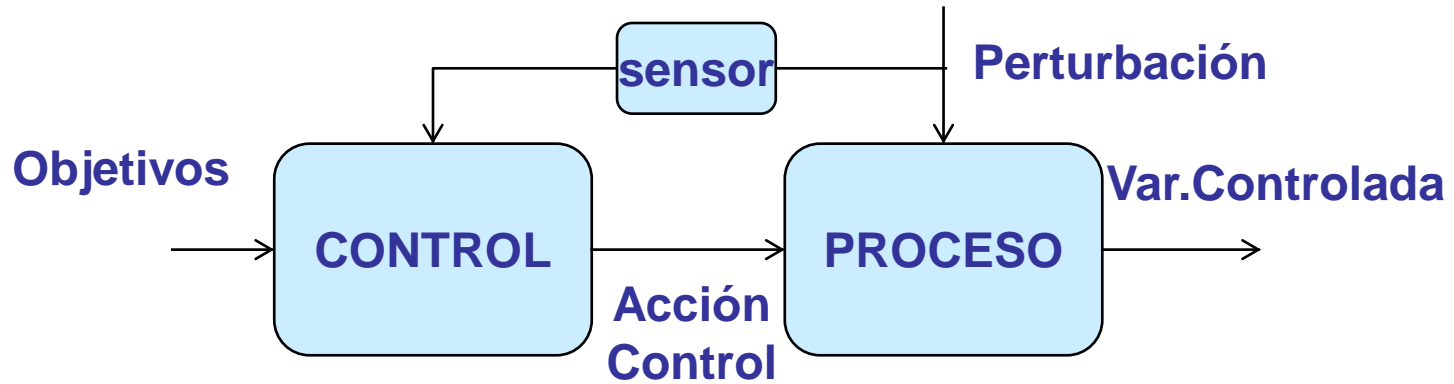 sensor
Perturbación
Objetivos
Var.Controlada
CONTROL
PROCESO
Acción
Control